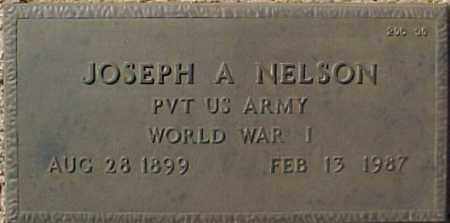 JOSEPH A NELSON
PVT US ARMY
WORLD WAR I
AUG 28 1899 FEB 13 1987